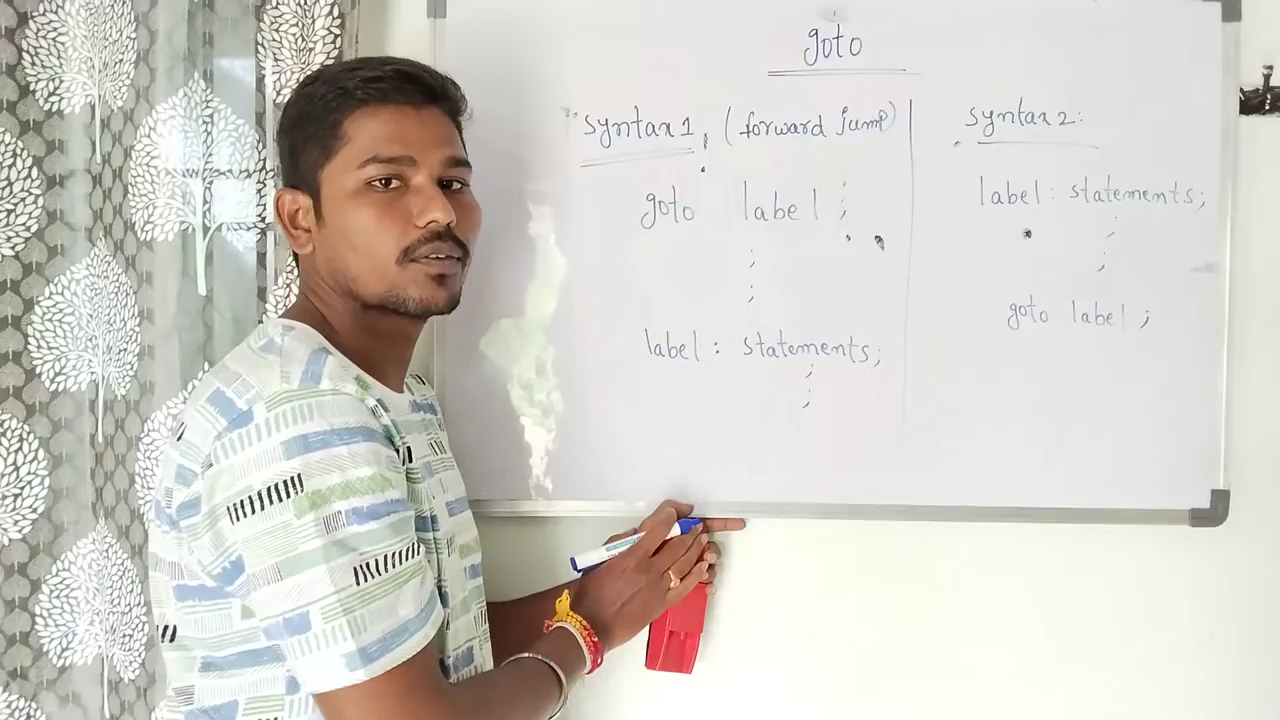 goto
syntax 1: (forward Jump)
goto label ;
label : statements;
syntax 2:
label : statements;
goto label ;